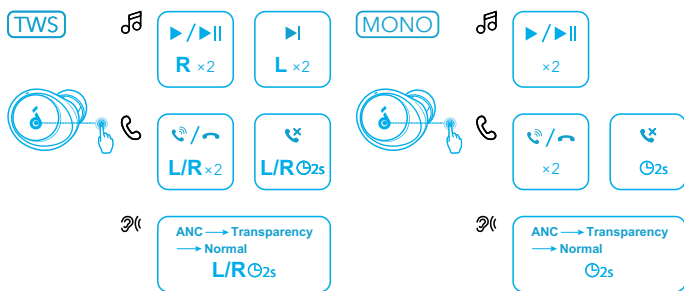 TWS
R ×2
L ×2
L/R ×2
L/R 2s
ANC → Transparency
→ Normal
L/R 2s
MONO
×2
×2
2s
ANC → Transparency
→ Normal
2s